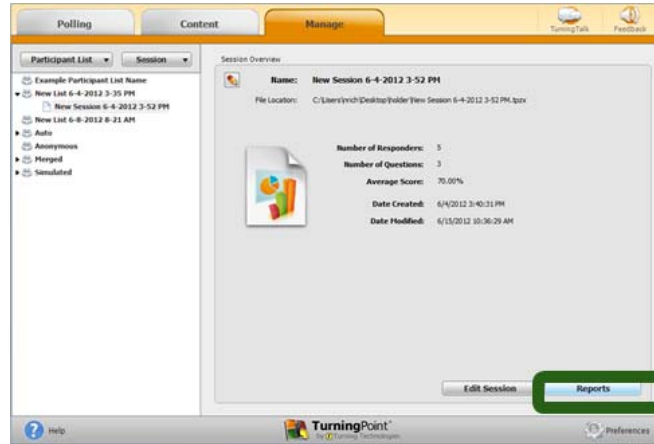 Polling
Content
Manage
TurningTalk
Feedback
Participant List
Session
Example Participant List Name
New List 6-4-2012 3-35 PM
New Session 6-4-2012 3-52 PM
New List 6-8-2012 8-21 AM
Auto
Anonymous
Merged
Simulated
Session Overview
Name: New Session 6-4-2012 3-52 PM
File Location: C:\Users\nrich\Desktop\holder\New Session 6-4-2012 3-52 PM.tpzx
Number of Responders: 5
Number of Questions: 3
Average Score: 70.00%
Date Created: 6/4/2012 3:40:31 PM
Date Modified: 6/15/2012 10:36:29 AM
Edit Session
Reports
Help
TurningPoint
by Turning Technologies
Preferences